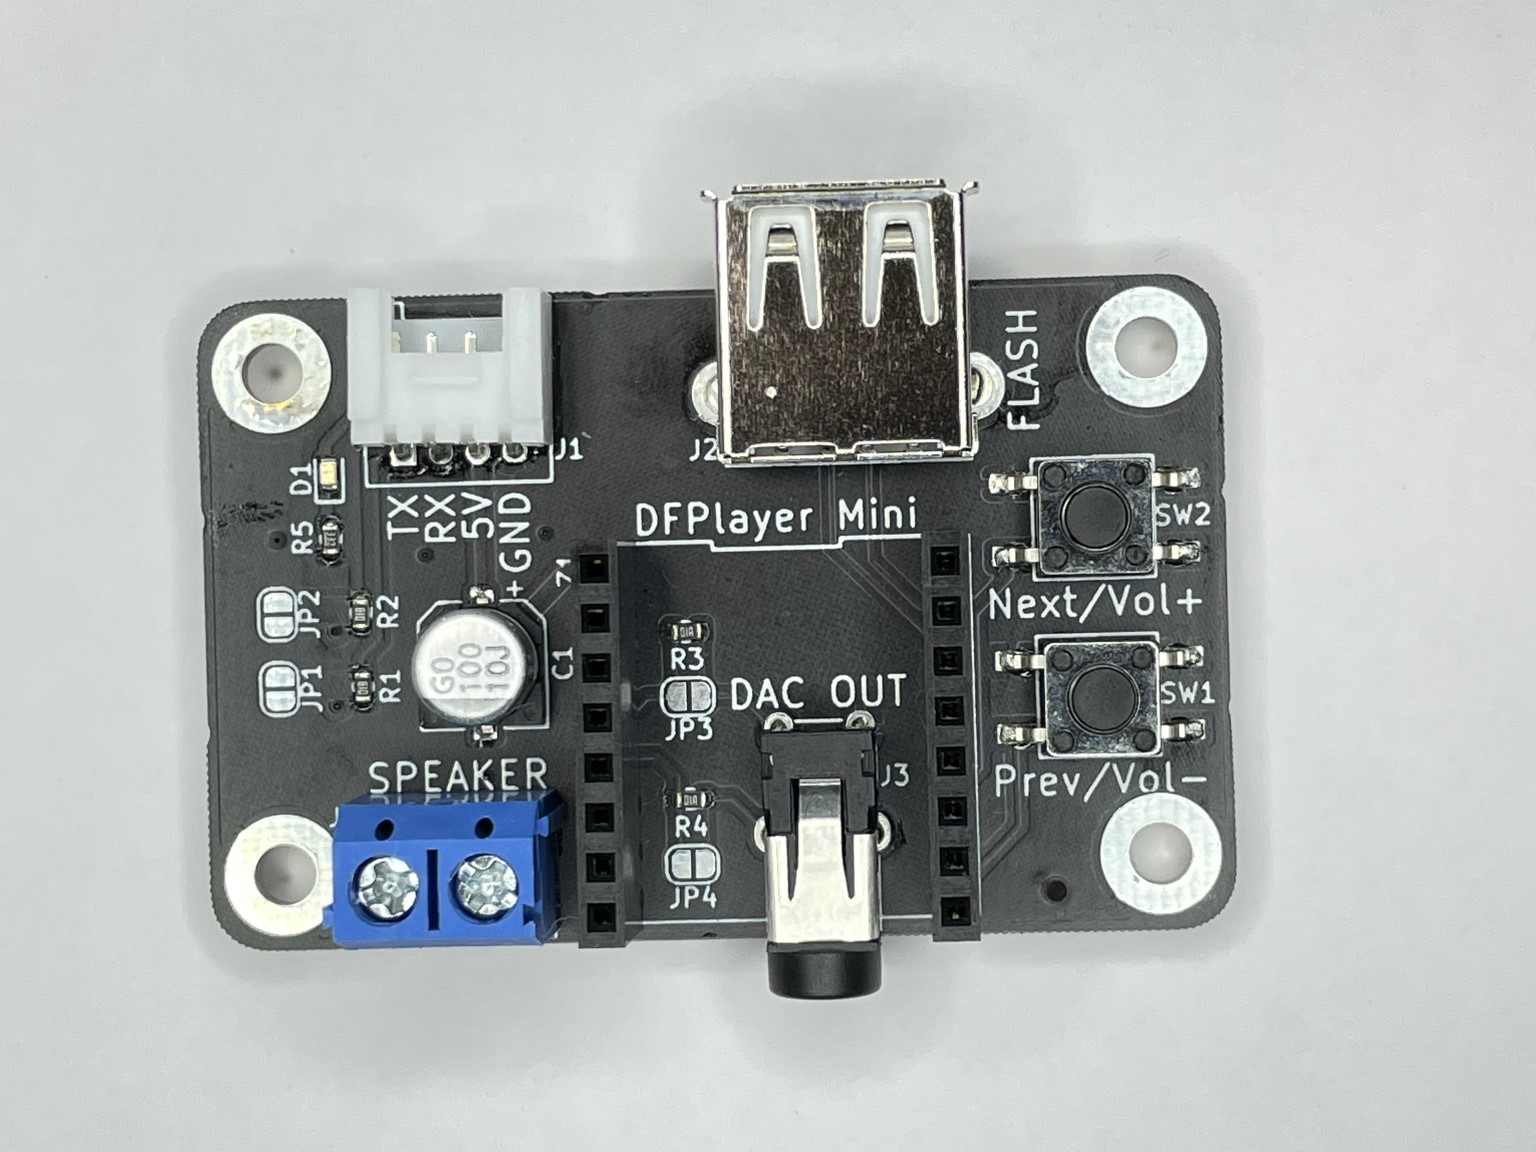 FLASH
J1
J2
D1
TX
RX
5V
GND
+
R5
DFPlayer Mini
SW2
Next/Vol+
JP2
R2
C1
G0
100
10J
R3
JP1
R1
DAC OUT
JP3
SW1
Prev/Vol-
SPEAKER
J3
R4
JP4